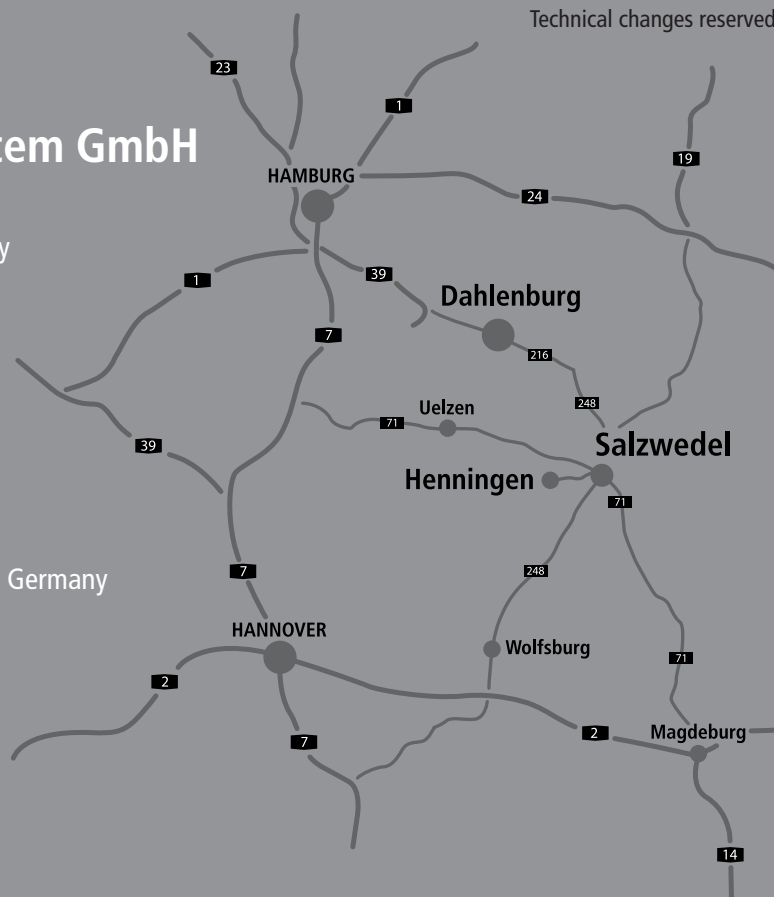 Technical changes reserved
23
1
tem GmbH
19
HAMBURG
24
y
39
1
Dahlenburg
7
216
248
Uelzen
71
39
Salzwedel
Henningen
71
7
248
Germany
HANNOVER
Wolfsburg
71
2
Magdeburg
2
7
14